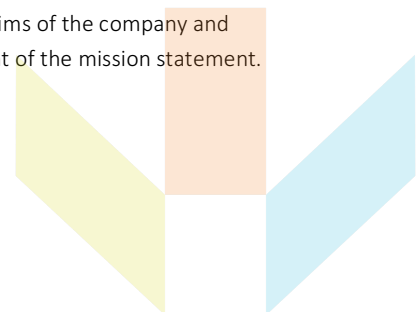 of the company and
of the mission statement.